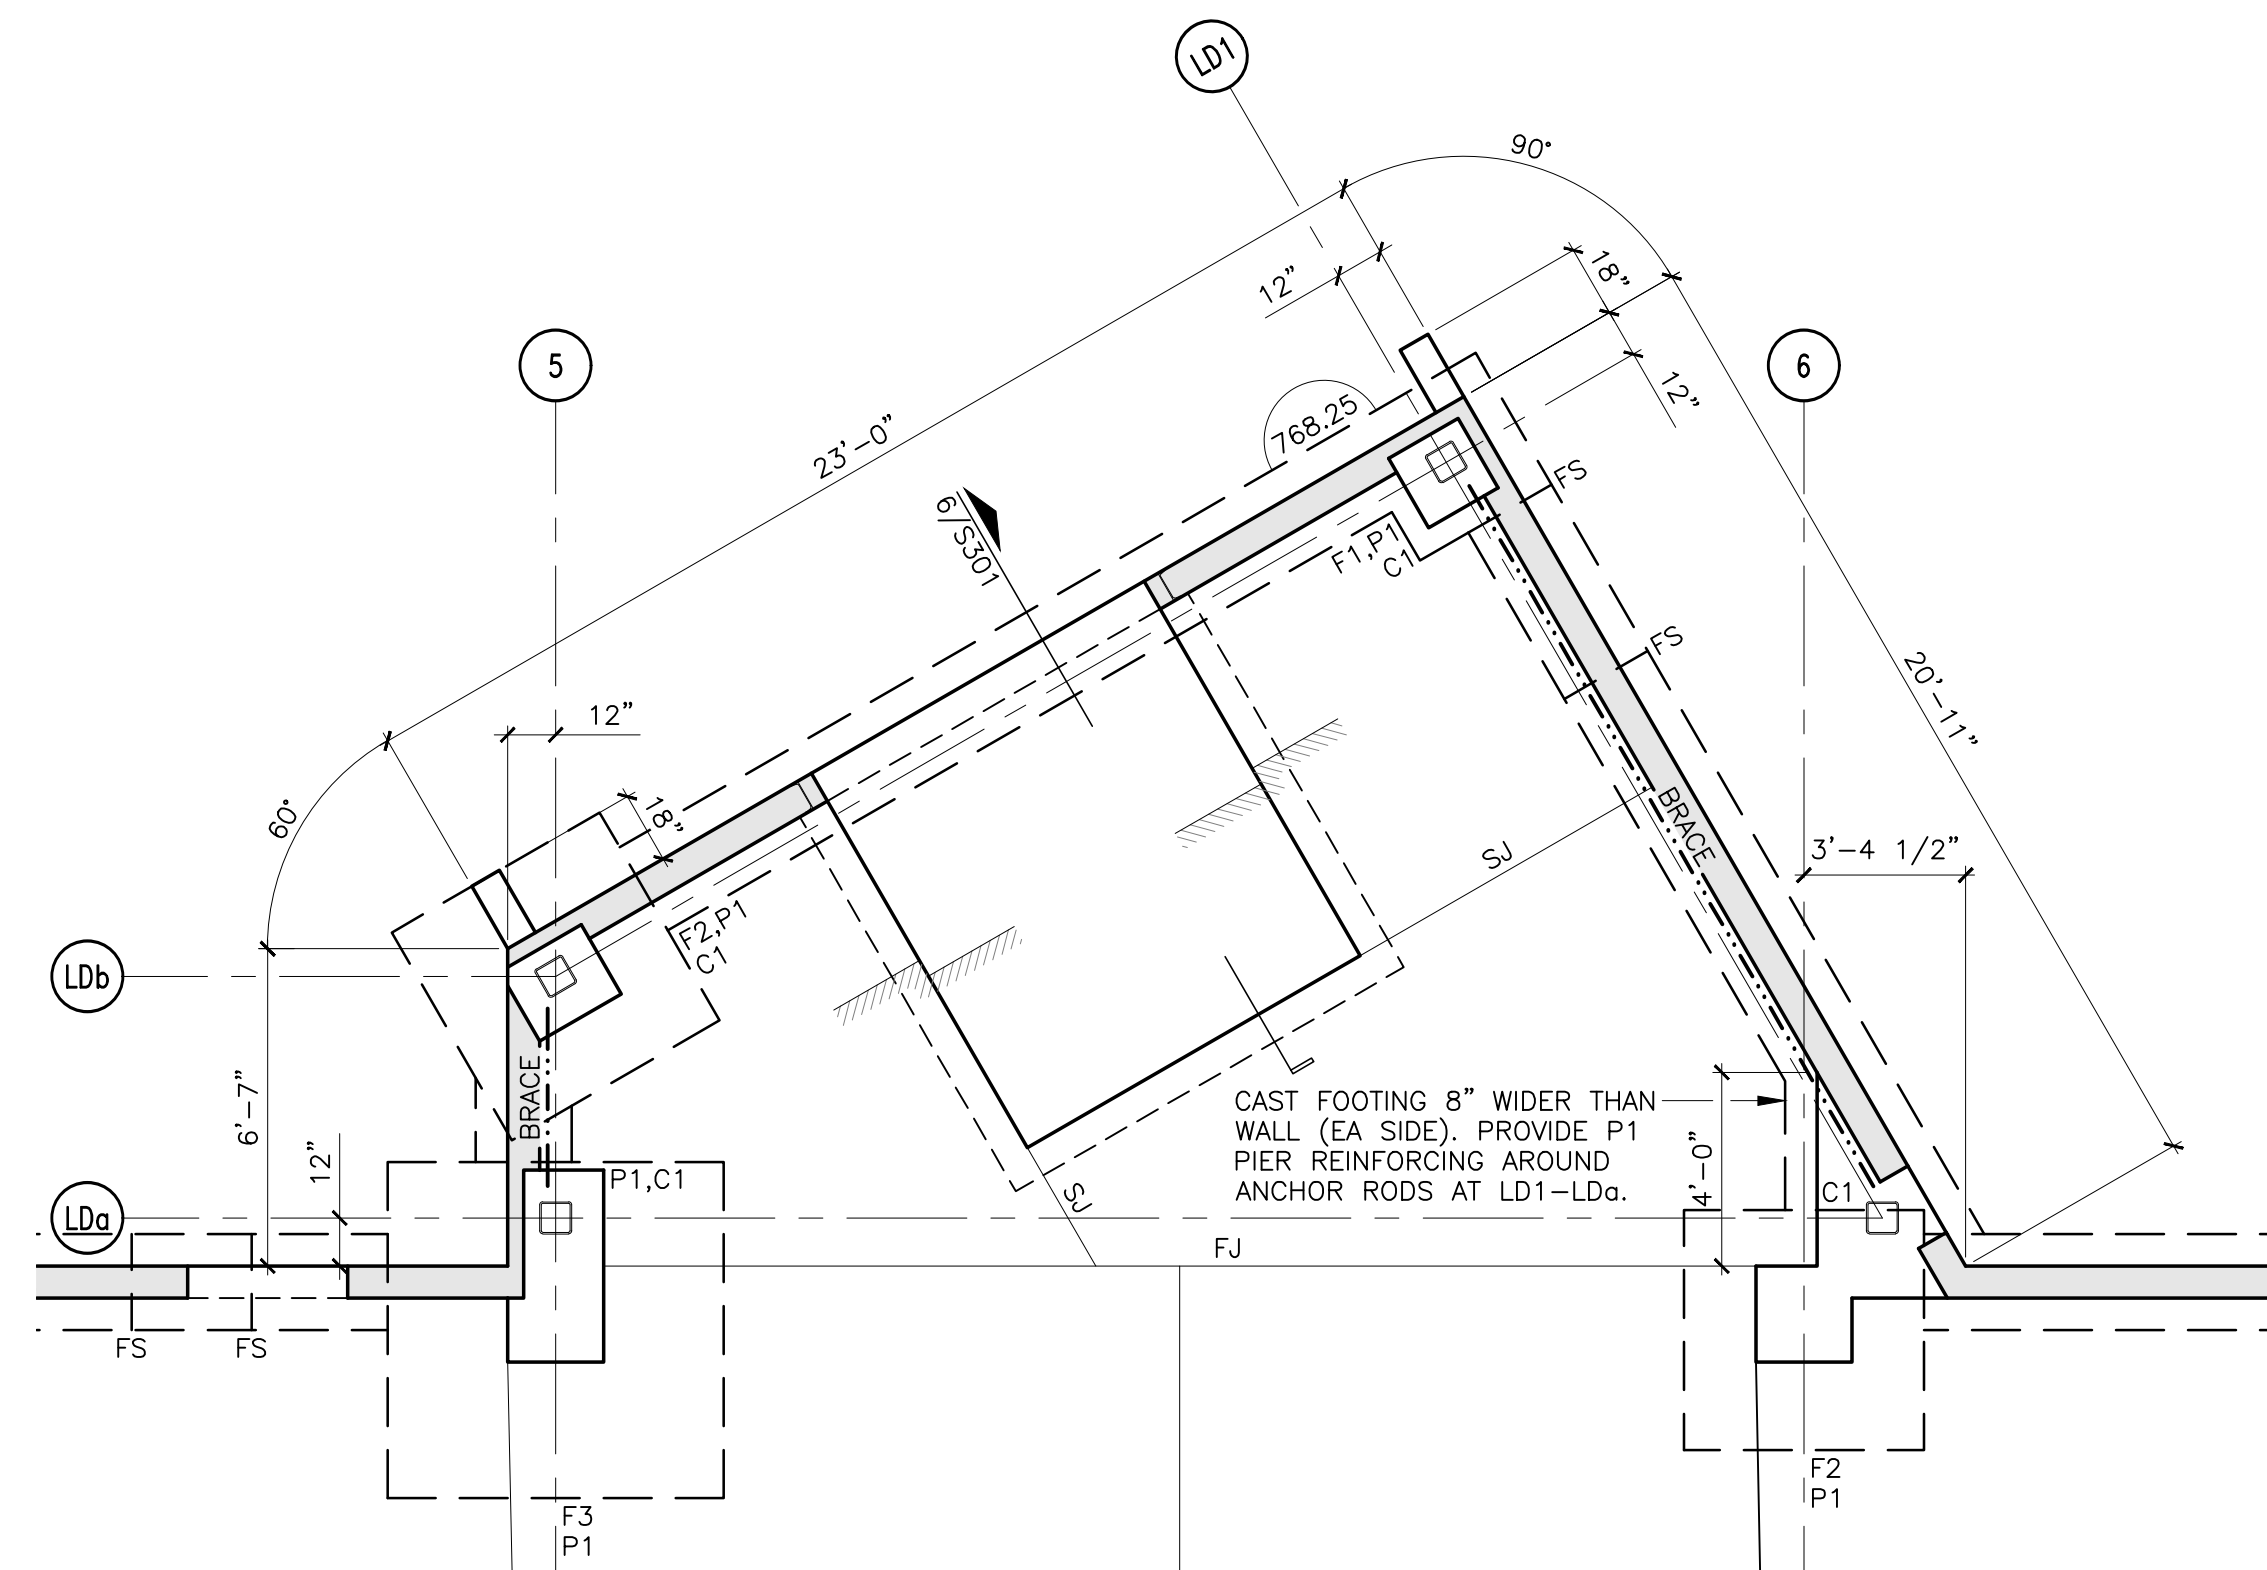 LD1
90°
12”
18”
5
6
12”
23’-0”
768.25
FS
6/S301
F1,P1
C1
FS
20’-11”
12”
18”
60°
BRACE
3’-4 1/2”
SJ
F2,P1
C1
LDb
BRACE
6’-7”
12”
CAST FOOTING 8” WIDER THAN
WALL (EA SIDE). PROVIDE P1
PIER REINFORCING AROUND
ANCHOR RODS AT LD1-LDa.
4’-0”
P1,C1
SJ
C1
LDa
FJ
FS
FS
F2
P1
F3
P1